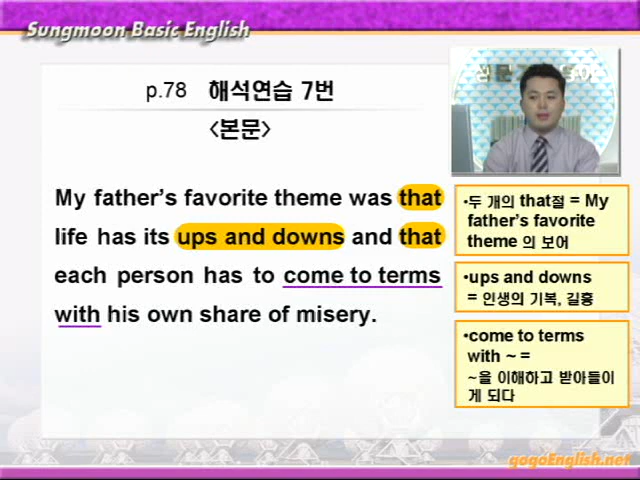 Sungmoon Basic English
p.78 해석연습 7번
<본문>
My father's favorite theme was that
life has its ups and downs and that
each person has to come to terms
with his own share of misery.
•두 개의 that절 = My
father's favorite
theme 의 보어
•ups and downs
= 인생의 기복, 길흉
•come to terms
with ~ =
~을 이해하고 받아들이
게 되다
gogoEnglish.net